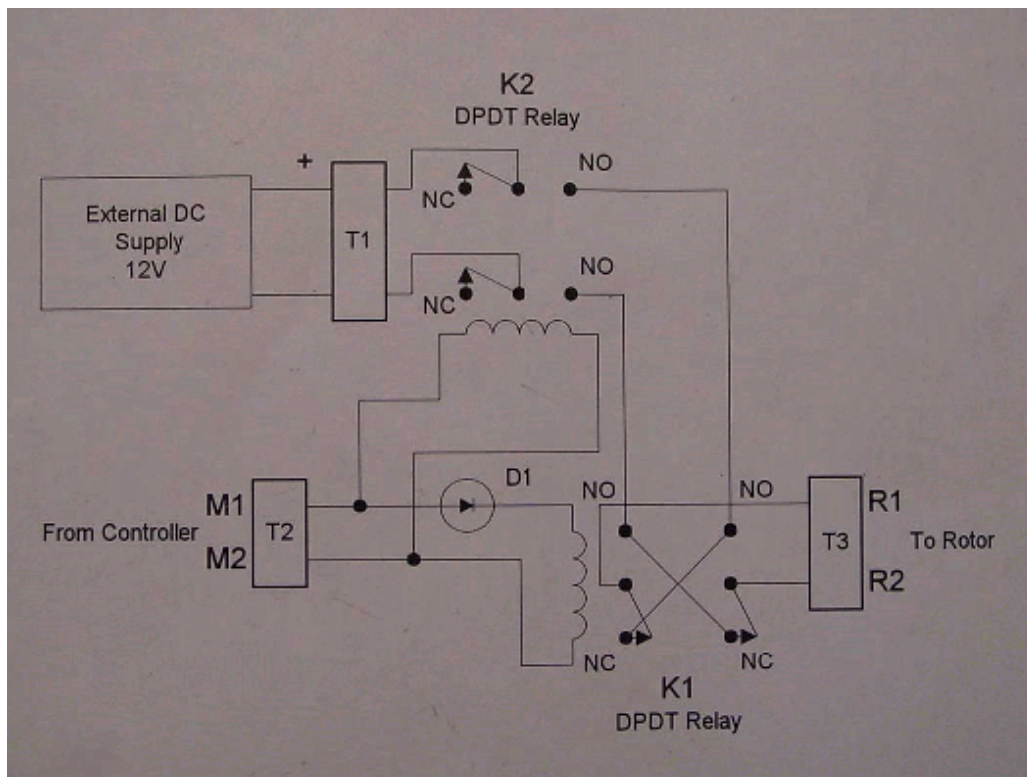 K2
DPDT Relay
+
NO
NC
External DC
Supply
12V
T1
NO
NC
D1
M1
From Controller
M2
T2
NO
NO
R1
T3
To Rotor
R2
NC
NC
K1
DPDT Relay